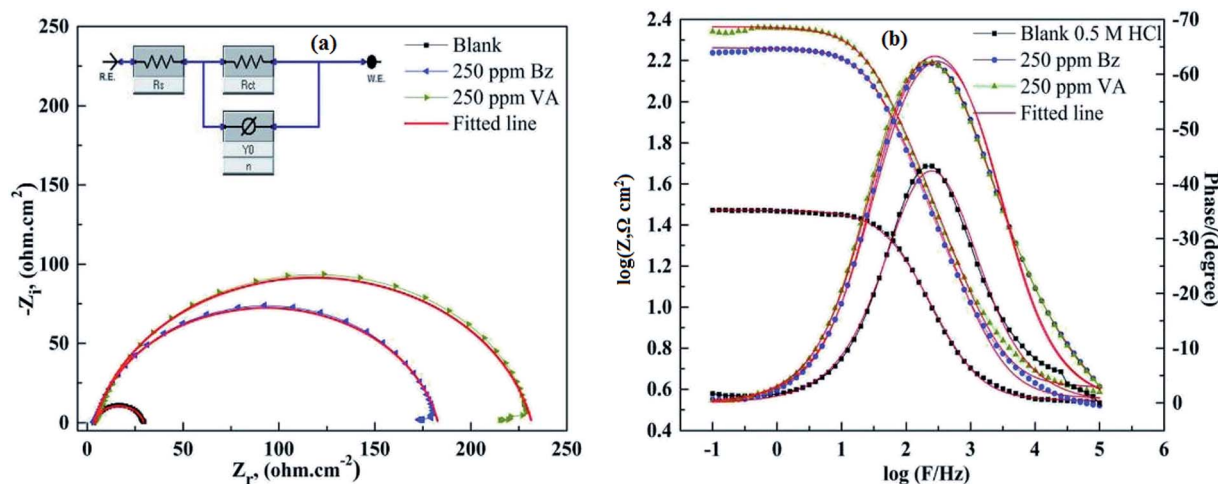 (a)
R.E.
Rs
Rct
W.E.
Y0
n
Blank
250 ppm Bz
250 ppm VA
Fitted line
-250
-200
-150
-100
-50
0
-Zi, (ohm.cm-2)
0 50 100 150 200 250
Zr, (ohm.cm-2)
(b)
Blank 0.5 M HCl
250 ppm Bz
250 ppm VA
Fitted line
2.4
2.2
2.0
1.8
1.6
1.4
1.2
1.0
0.8
0.6
0.4
log(Z,Ω cm2)
-70
-60
-50
-40
-30
-20
-10
0
Phase/(degree)
-1 0 1 2 3 4 5
log (F/Hz)